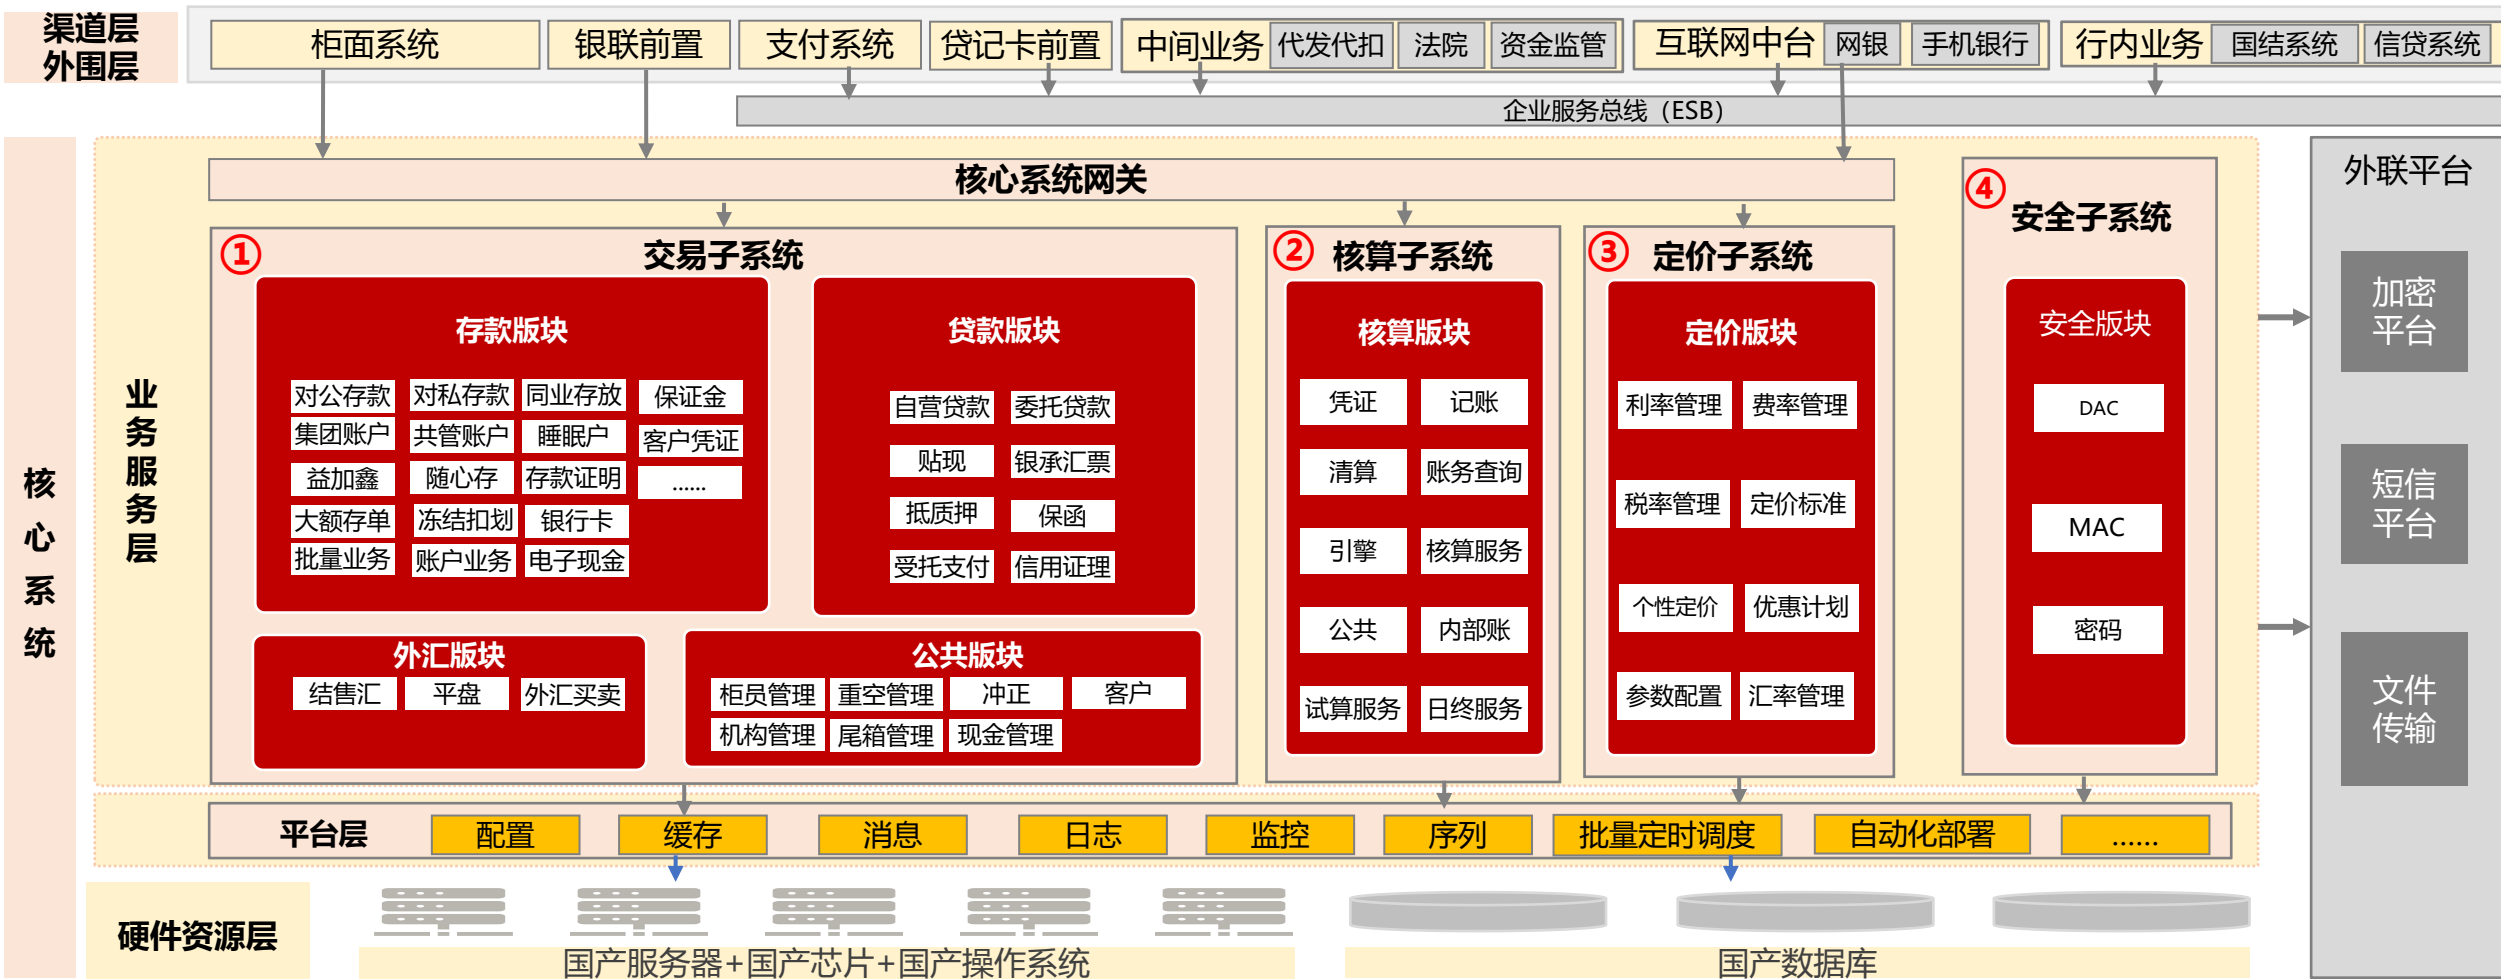 渠道层
外围层
柜面系统
银联前置
支付系统
贷记卡前置
中间业务
代发代扣
法院
资金监管
互联网中台
网银
手机银行
行内业务
国结系统
信贷系统
企业服务总线（ESB）
核心系统
业务服务层
核心系统网关
①
交易子系统
存款版块
对公存款
对私存款
同业存放
保证金
集团账户
共管账户
睡眠户
客户凭证
益加鑫
随心存
存款证明
......
大额存单
冻结扣划
银行卡
批量业务
账户业务
电子现金
贷款版块
自营贷款
委托贷款
贴现
银承汇票
抵质押
保函
受托支付
信用证理
外汇版块
结售汇
平盘
外汇买卖
公共版块
柜员管理
重空管理
冲正
客户
机构管理
尾箱管理
现金管理
②
核算子系统
核算版块
凭证
记账
清算
账务查询
引擎
核算服务
公共
内部账
试算服务
日终服务
③
定价子系统
定价版块
利率管理
费率管理
税率管理
定价标准
个性定价
优惠计划
参数配置
汇率管理
④
安全子系统
安全版块
DAC
MAC
密码
外联平台
加密
平台
短信
平台
文件
传输
平台层
配置
缓存
消息
日志
监控
序列
批量定时调度
自动化部署
......
硬件资源层
国产服务器+国产芯片+国产操作系统
国产数据库